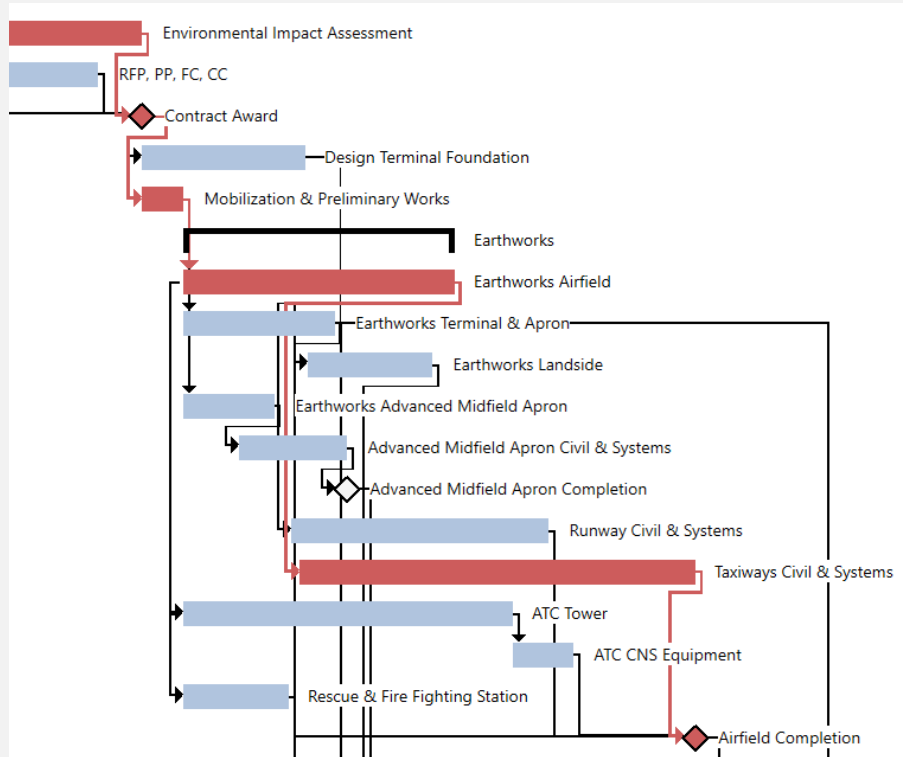 Environmental Impact Assessment
RFP, PP, FC, CC
Contract Award
Design Terminal Foundation
Mobilization & Preliminary Works
Earthworks
Earthworks Airfield
Earthworks Terminal & Apron
Earthworks Landside
Earthworks Advanced Midfield Apron
Advanced Midfield Apron Civil & Systems
Advanced Midfield Apron Completion
Runway Civil & Systems
Taxiways Civil & Systems
ATC Tower
ATC CNS Equipment
Rescue & Fire Fighting Station
Airfield Completion